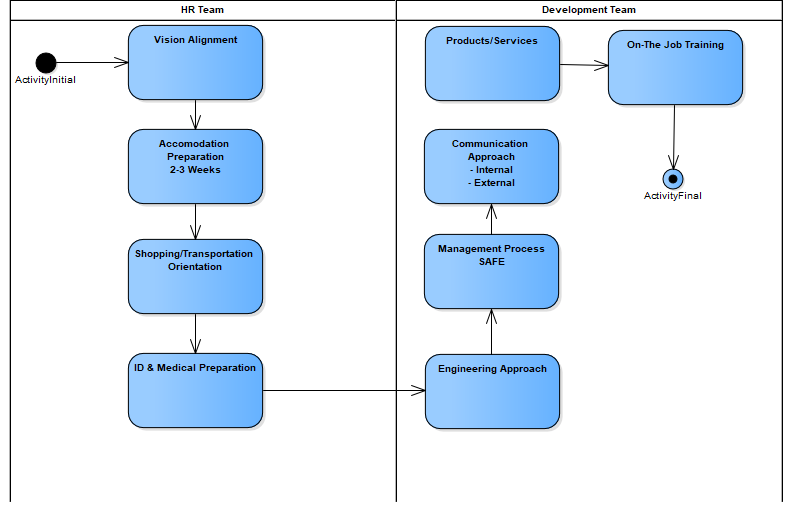 HR Team
Development Team
ActivityInitial
Vision Alignment
Accomodation
Preparation
2-3 Weeks
Shopping/Transportation
Orientation
ID & Medical Preparation
Products/Services
On-The Job Training
Communication
Approach
- Internal
- External
ActivityFinal
Management Process
SAFE
Engineering Approach